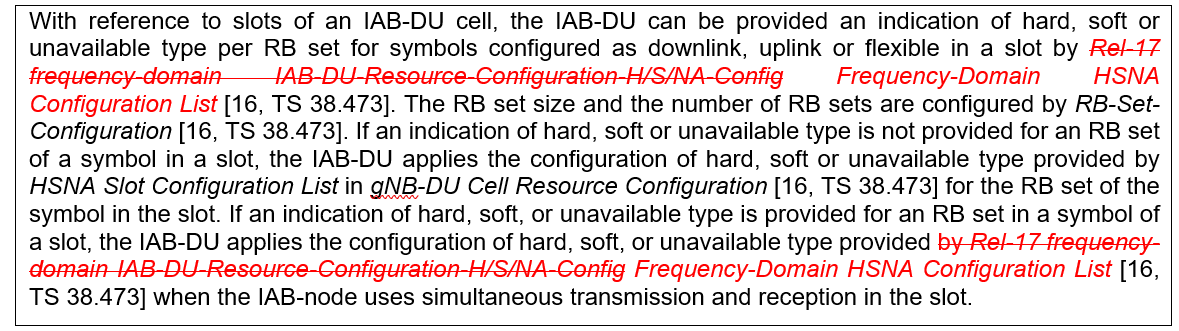 With reference to slots of an IAB-DU cell, the IAB-DU can be provided an indication of hard, soft or
unavailable type per RB set for symbols configured as downlink, uplink or flexible in a slot by Rel-17
frequency-domain IAB-DU-Resource-Configuration-H/S/NA-Config Frequency-Domain HSNA
Configuration List [16, TS 38.473]. The RB set size and the number of RB sets are configured by RB-Set-
Configuration [16, TS 38.473]. If an indication of hard, soft or unavailable type is not provided for an RB set
of a symbol in a slot, the IAB-DU applies the configuration of hard, soft or unavailable type provided by
HSNA Slot Configuration List in gNB-DU Cell Resource Configuration [16, TS 38.473] for the RB set of the
symbol in the slot. If an indication of hard, soft, or unavailable type is provided for an RB set in a symbol of
a slot, the IAB-DU applies the configuration of hard, soft, or unavailable type provided by Rel-17 frequency-
domain IAB-DU-Resource-Configuration-H/S/NA-Config Frequency-Domain HSNA Configuration List [16,
TS 38.473] when the IAB-node uses simultaneous transmission and reception in the slot.